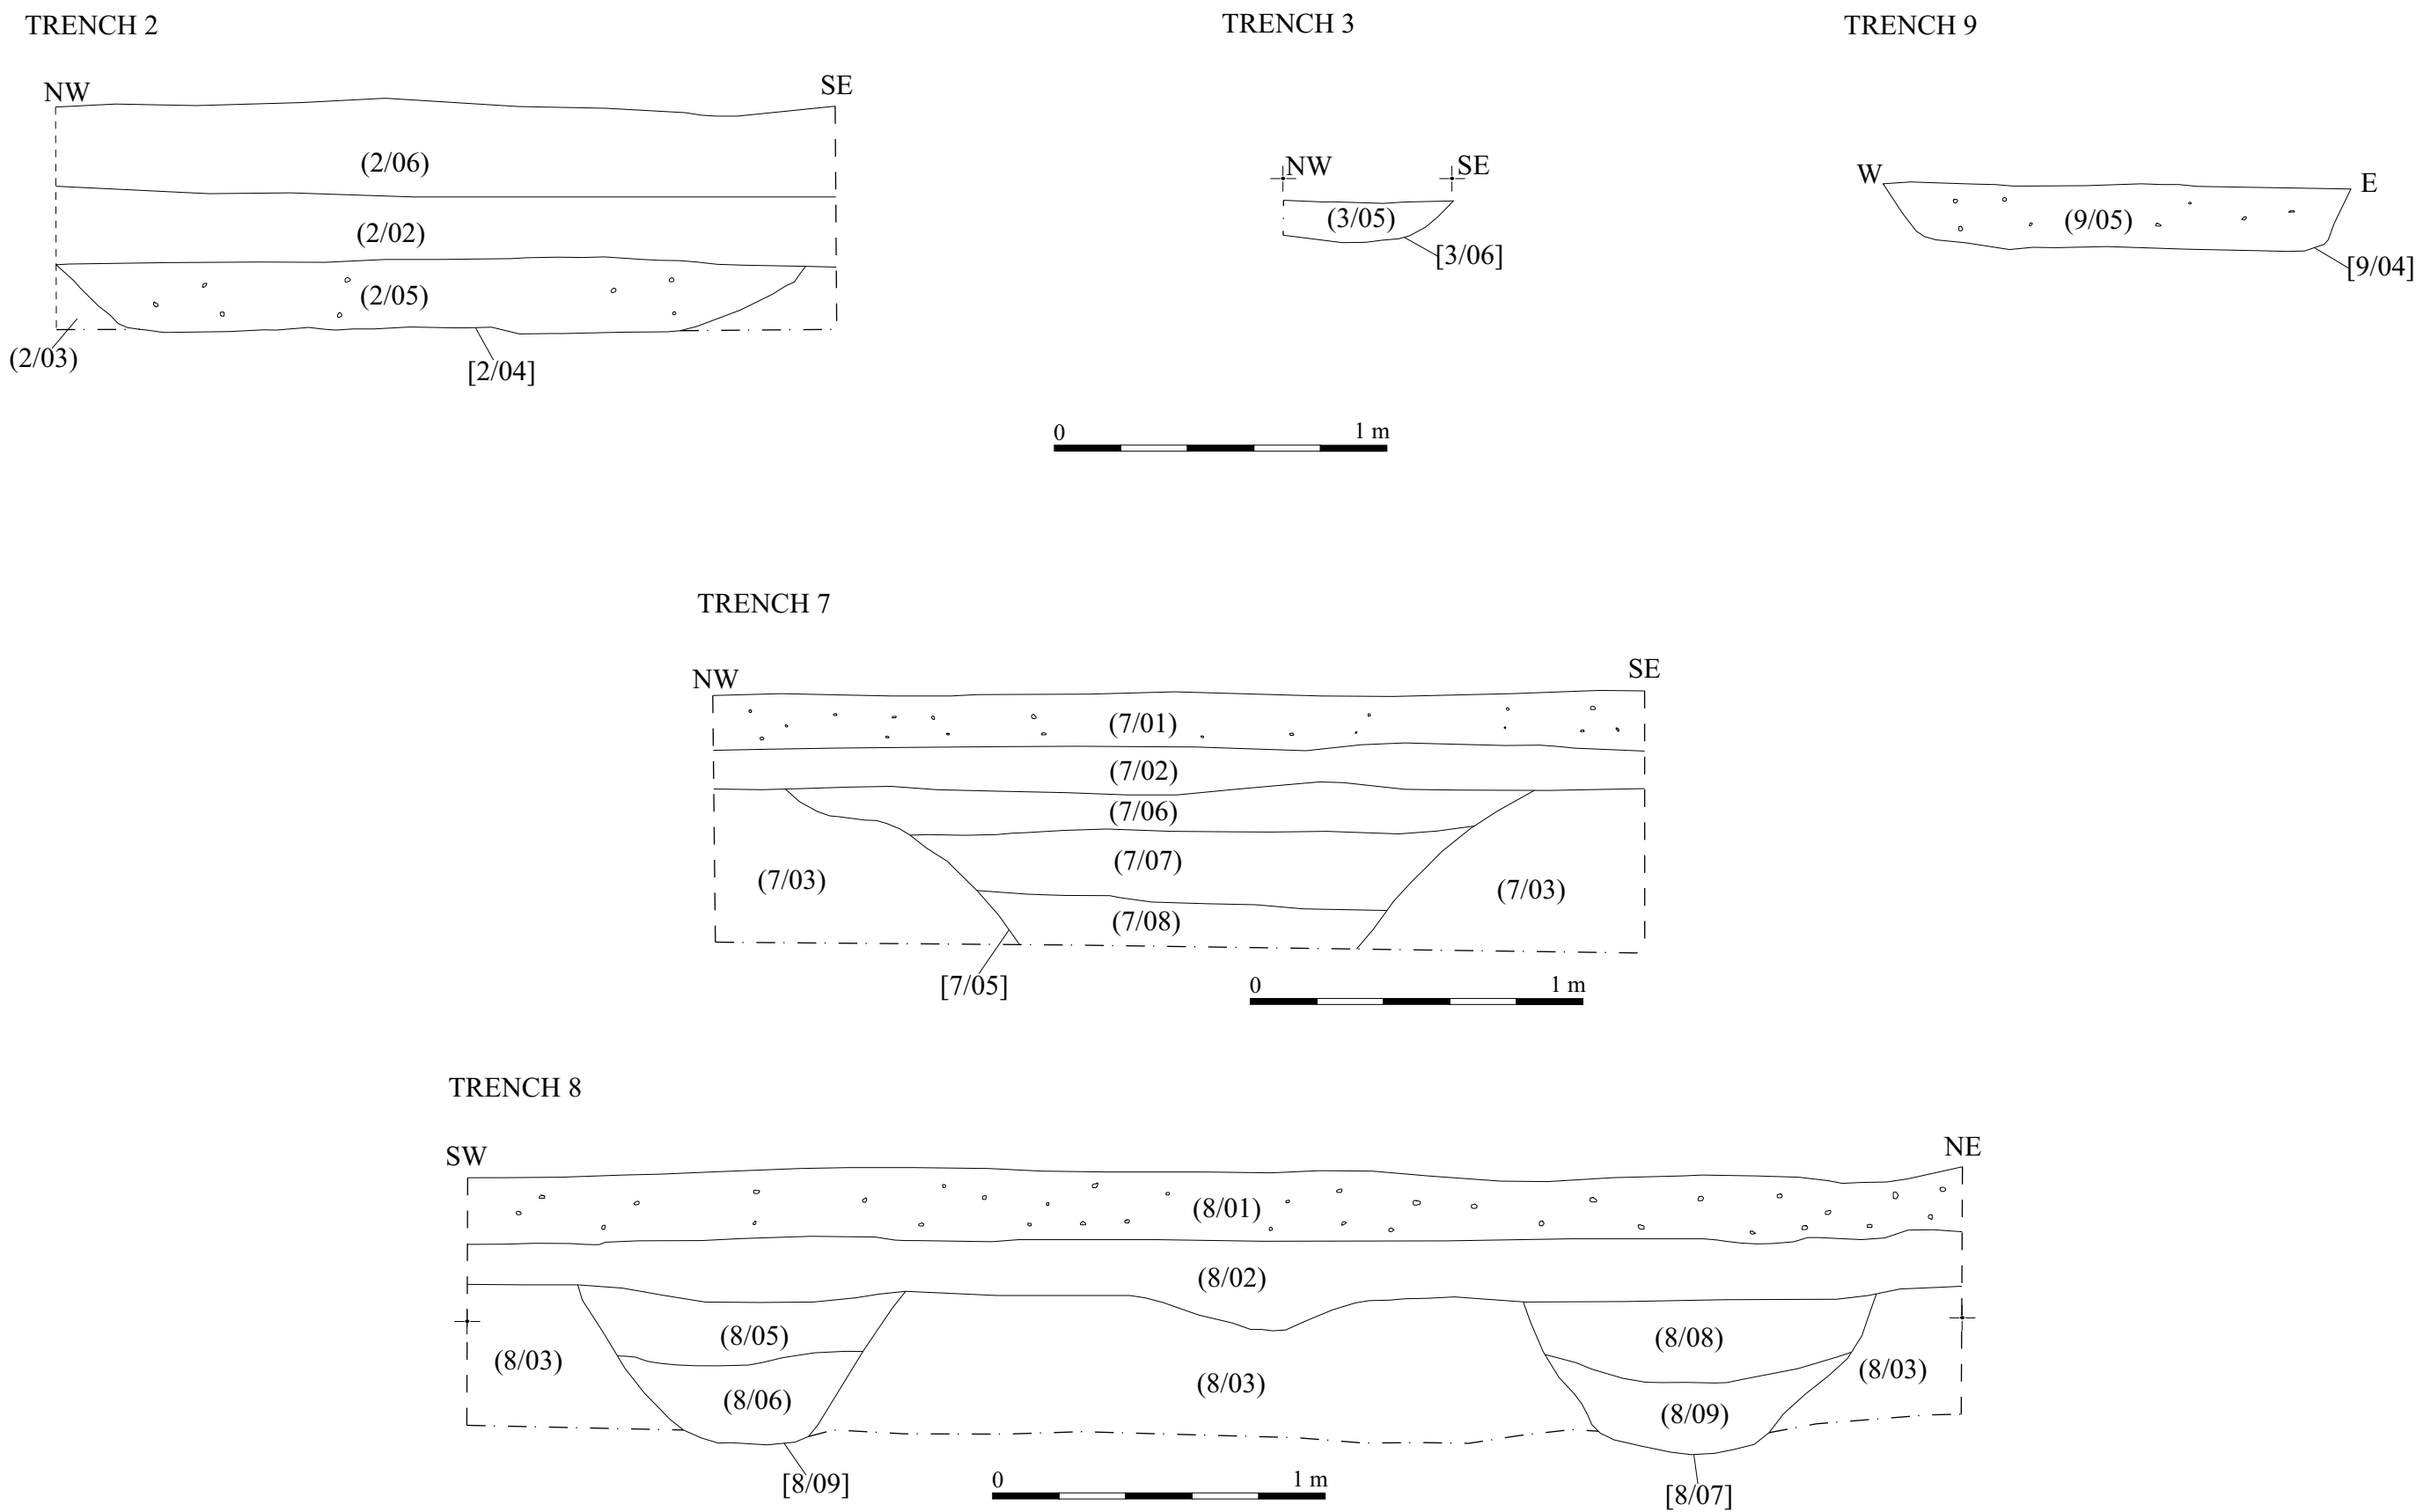 TRENCH 2
NW
SE
(2/06)
(2/02)
(2/05)
(2/03)
[2/04]
TRENCH 3
NW
SE
(3/05)
[3/06]
TRENCH 9
W
E
(9/05)
[9/04]
0
1 m
TRENCH 7
NW
SE
(7/01)
(7/02)
(7/06)
(7/07)
(7/03)
(7/03)
(7/08)
[7/05]
0
1 m
TRENCH 8
SW
NE
(8/01)
(8/02)
(8/05)
(8/08)
(8/03)
(8/03)
(8/03)
(8/06)
(8/09)
[8/09]
[8/07]
0
1 m